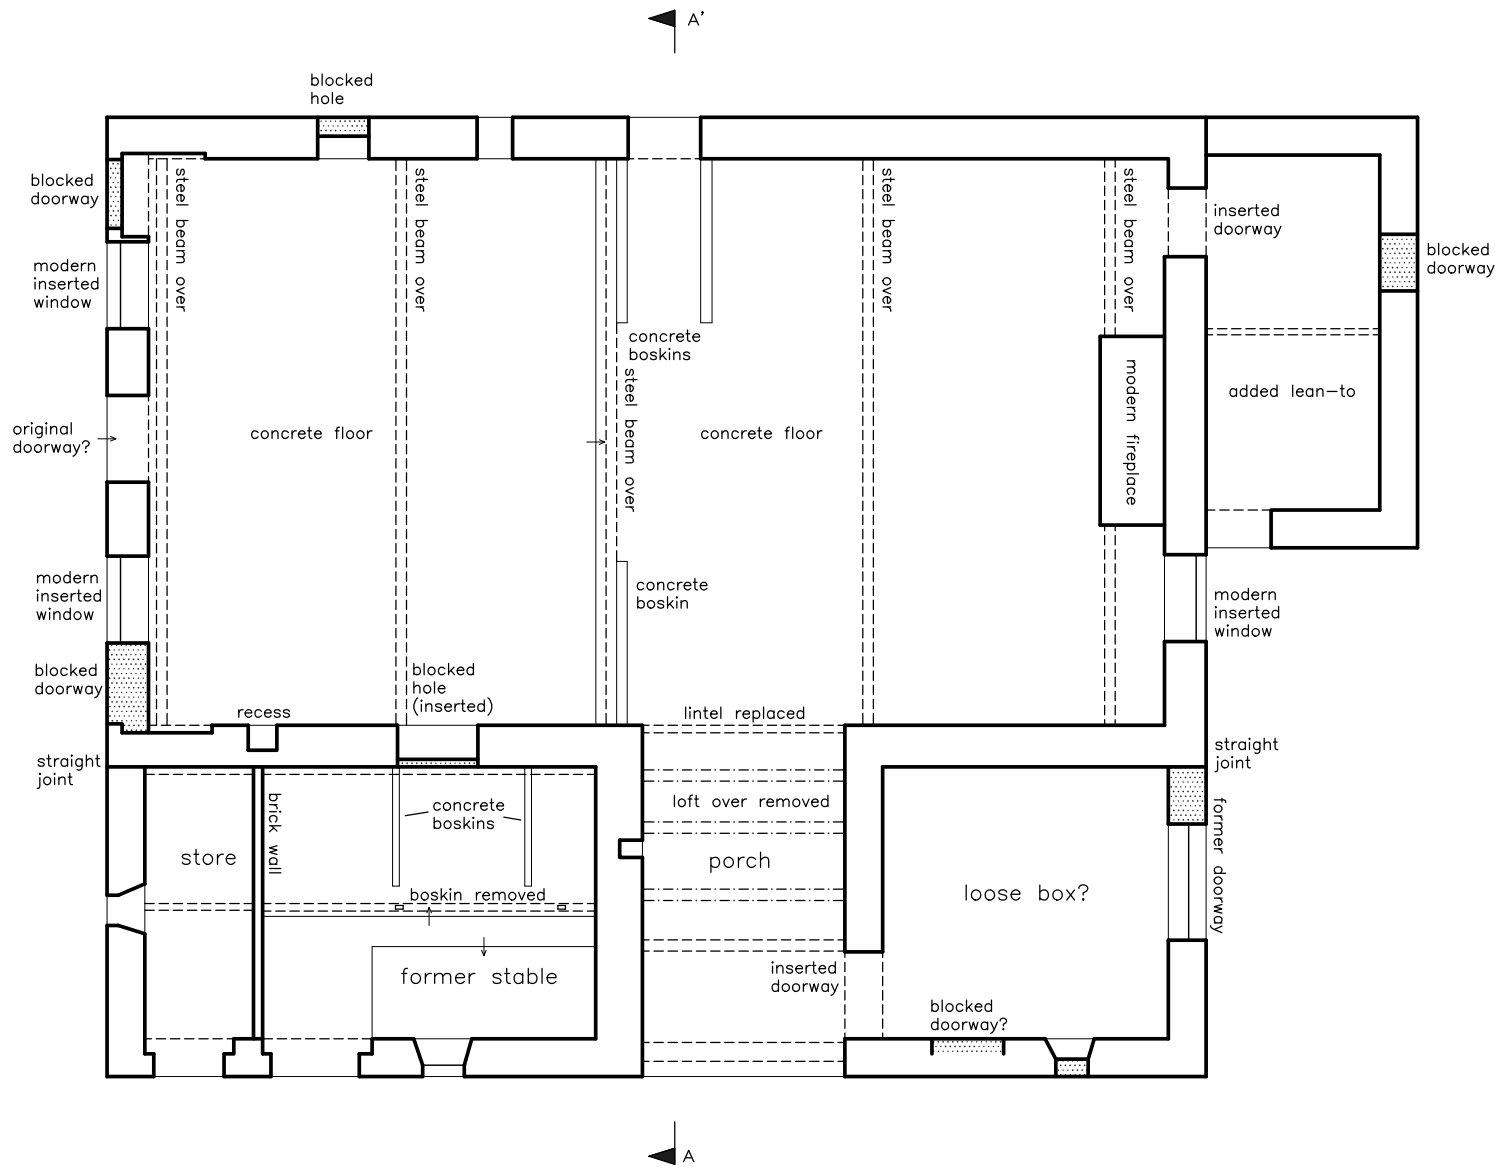 A'
blocked
hole
blocked
doorway
steel beam over
steel beam over
steel beam over
steel beam over
inserted
doorway
blocked
doorway
modern
inserted
window
concrete
boskins
steel beam over
modern fireplace
added lean-to
original
doorway?
concrete floor
concrete floor
modern
inserted
window
concrete
boskin
modern
inserted
window
blocked
doorway
blocked
hole
(inserted)
recess
lintel replaced
straight
joint
straight
joint
brick wall
concrete
boskins
loft over removed
former doorway
store
porch
boskin removed
loose box?
former stable
inserted
doorway
blocked
doorway?
A